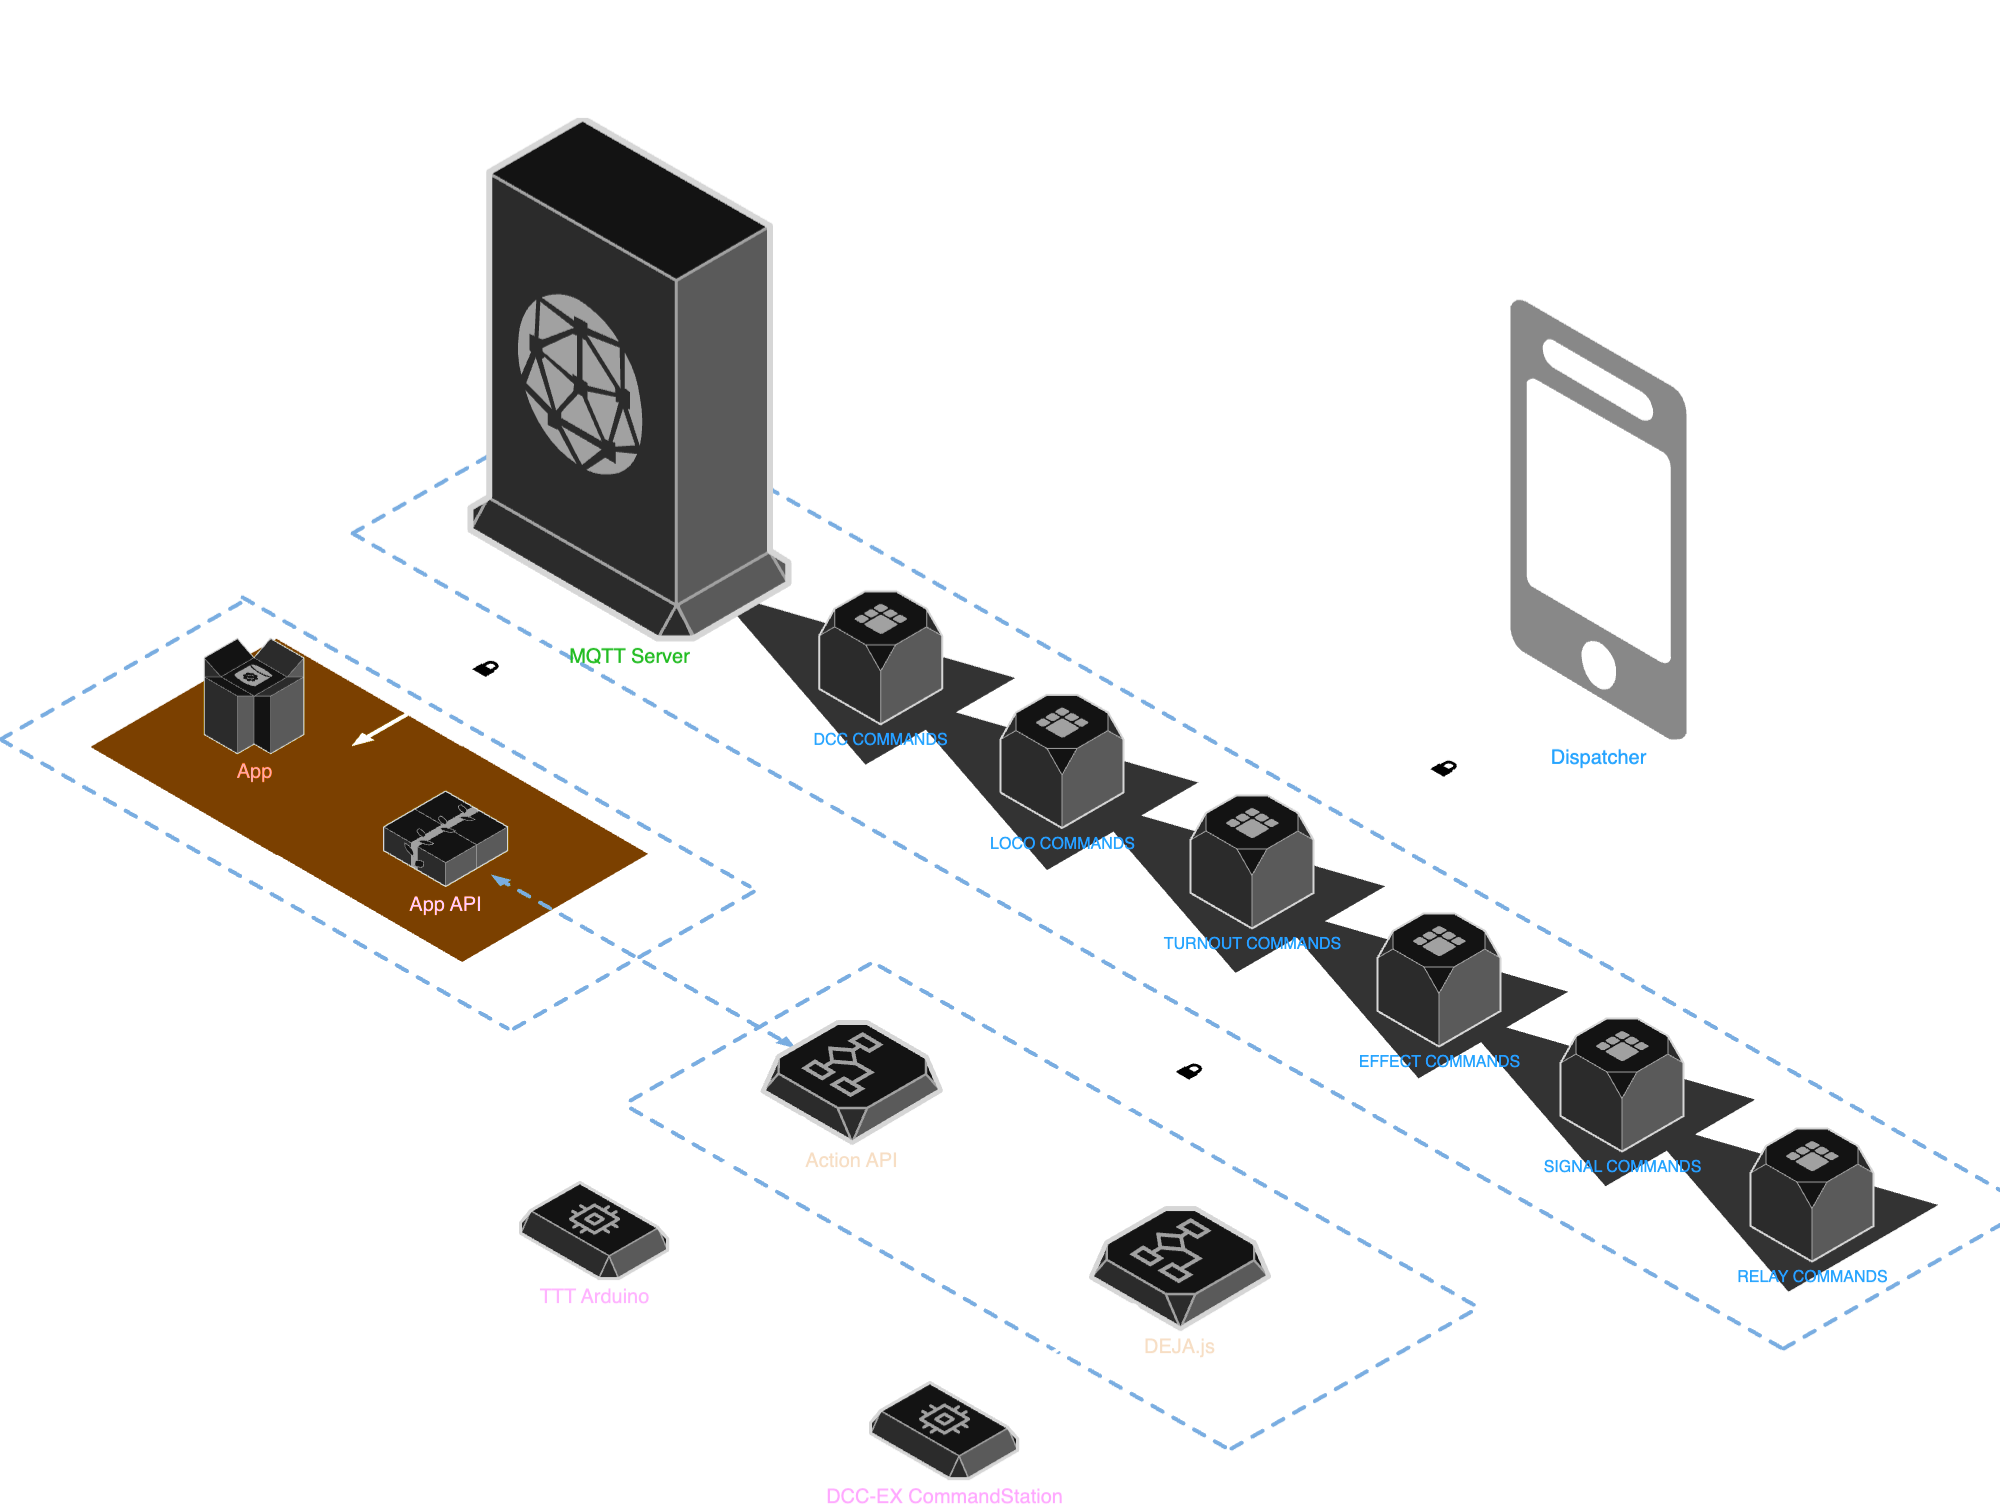 MQTT Server
DCC COMMANDS
Dispatcher
App
LOCO COMMANDS
App API
TURNOUT COMMANDS
EFFECT COMMANDS
Action API
SIGNAL COMMANDS
RELAY COMMANDS
TTT Arduino
DEJA.js
DCC-EX CommandStation